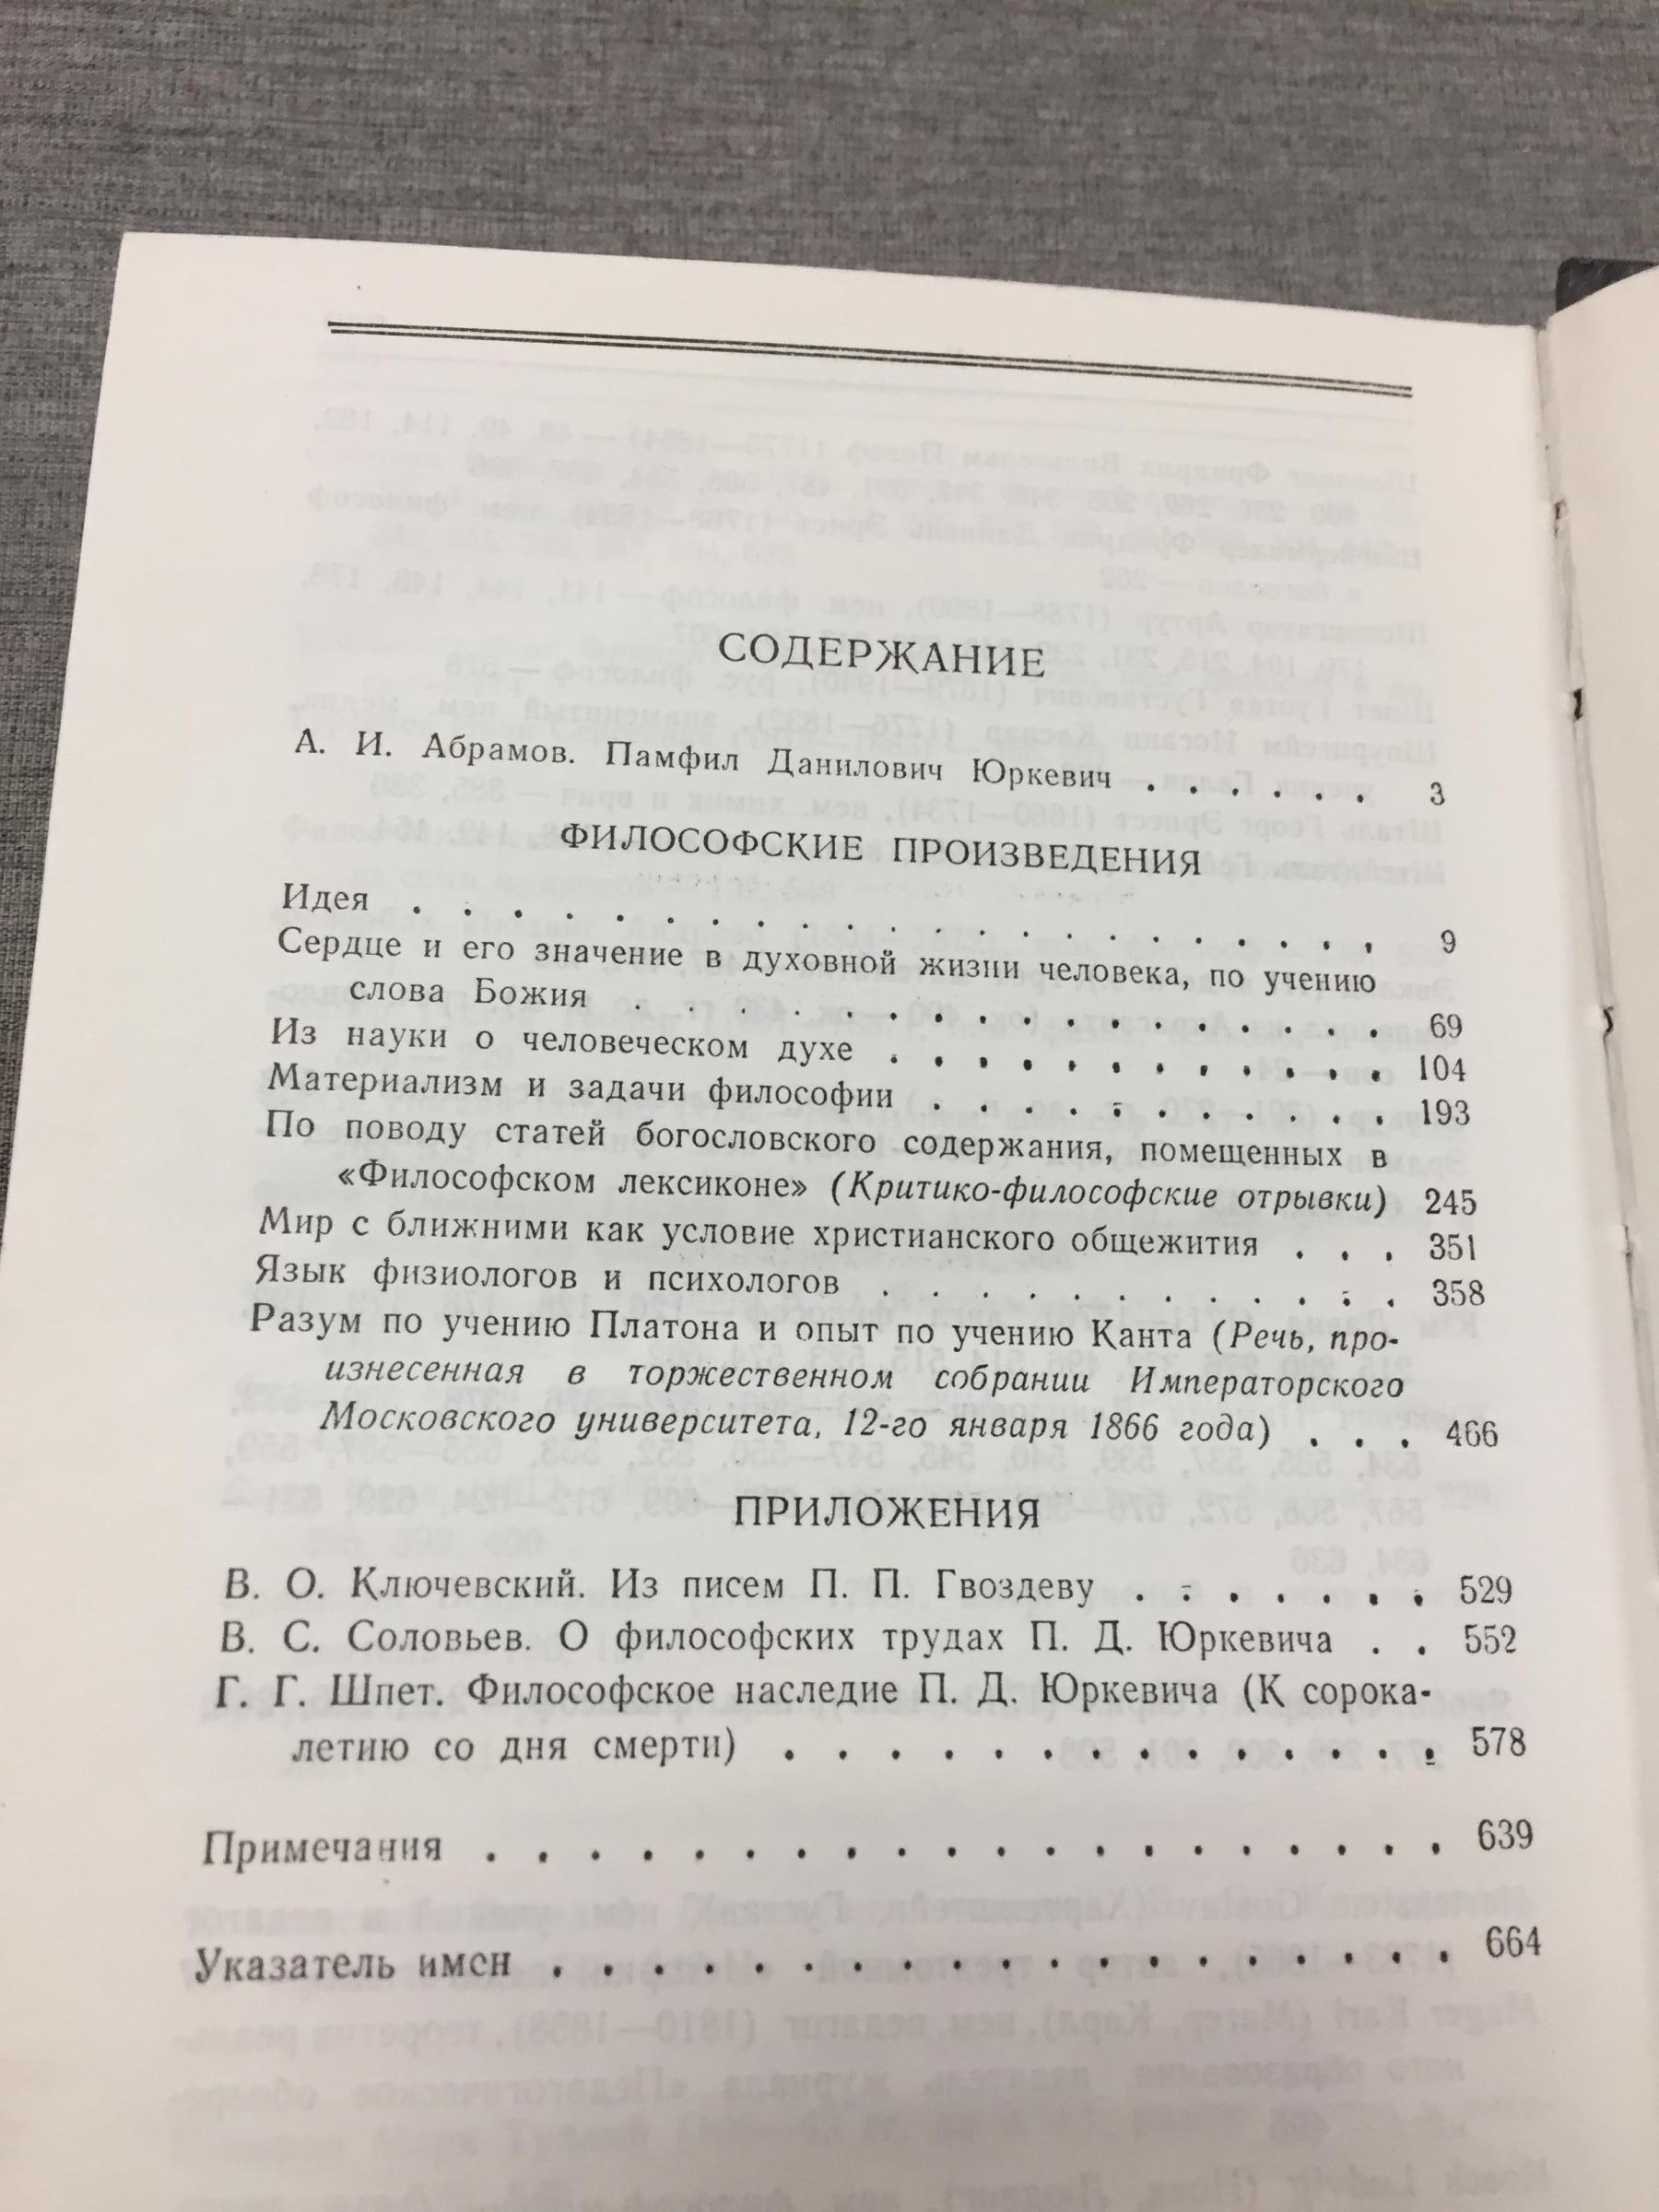 СОДЕРЖАНИЕ
А. И. Абрамов. Памфил Данилович Юркевич . . . . . . 3
ФИЛОСОФСКИЕ ПРОИЗВЕДЕНИЯ
Идея . . . . . . . . . . . . . . . . . . . . 9
Сердце и его значение в духовной жизни человека, по учению
слова Божия . . . . . . . . . . . . . . . . 69
Из науки о человеческом духе . . . . . . . . . . . . 104
Материализм и задачи философии . . . . . . . . . . . 193
По поводу статей богословского содержания, помещенных в
«Философском лексиконе» (Критико-философские отрывки) 245
Мир с ближними как условие христианского общежития . . . 351
Язык физиологов и психологов . . . . . . . . . . . . 358
Разум по учению Платона и опыт по учению Канта (Речь, про-
изнесенная в торжественном собрании Императорского
Московского университета, 12-го января 1866 года) . . . 466
ПРИЛОЖЕНИЯ
В. О. Ключевский. Из писем П. П. Гвоздеву . . . . . . . 529
В. С. Соловьев. О философских трудах П. Д. Юркевича . . 552
Г. Г. Шпет. Философское наследие П. Д. Юркевича (К сорока-
летию со дня смерти) . . . . . . . . . . . . . 578
Примечания . . . . . . . . . . . . . . . . . . . 639
Указатель имен . . . . . . . . . . . . . . . . . . 664